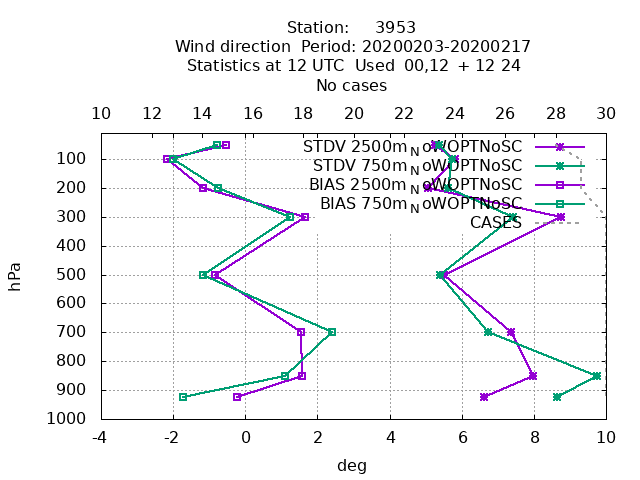 Station: 3953
Wind direction Period: 20200203-20200217
Statistics at 12 UTC Used 00,12 + 12 24
No cases
10 12 14 16 18 20 22 24 26 28 30
STDV 2500m_NoWOPTNoSC
100
STDV 750m_NoWOPTNoSC
BIAS 2500m_NoWOPTNoSC
200
BIAS 750m_NoWOPTNoSC
300
CASES
400
500
600
700
800
900
1000
hPa
-4 -2 0 2 4 6 8 10
deg